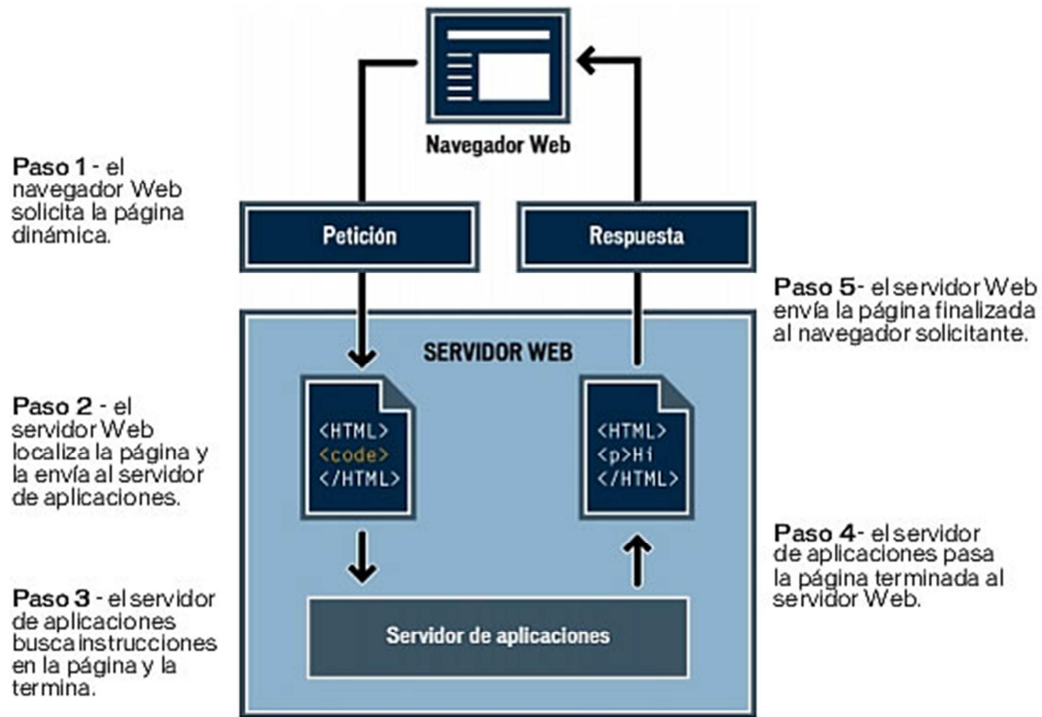 Navegador Web
Paso 1 - el
navegador Web
solicita la página
dinámica.
Petición
Respuesta
Paso 5- el servidor Web
envía la página finalizada
al navegador solicitante.
SERVIDOR WEB
Paso 2 - el
servidor Web
localiza la página y
la envía al servidor
de aplicaciones.
<HTML>
<code>
</HTML>
<HTML>
<p>Hi
</HTML>
Paso 4- el servidor
de aplicaciones pasa
la página terminada al
servidor Web.
Paso 3 - el servidor
de aplicaciones
busca instrucciones
en la página y la
termina.
Servidor de aplicaciones